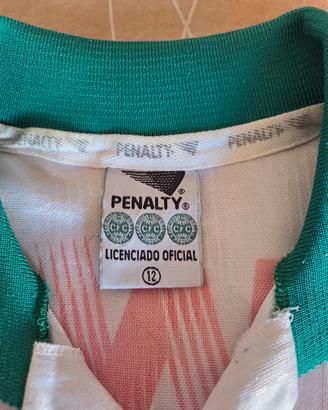 PENALTY PENALTY PENALTY
PENALTY®
CFC CFC CFC
LICENCIADO OFICIAL
12